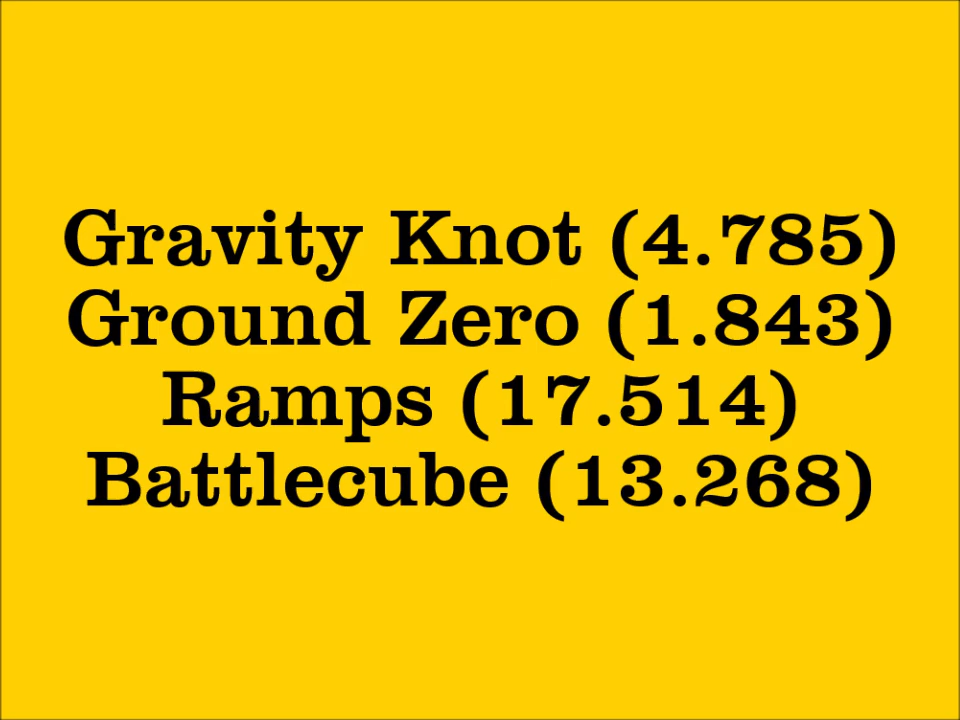 Gravity Knot (4.785)
Ground Zero (1.843)
Ramps (17.514)
Battlecube (13.268)